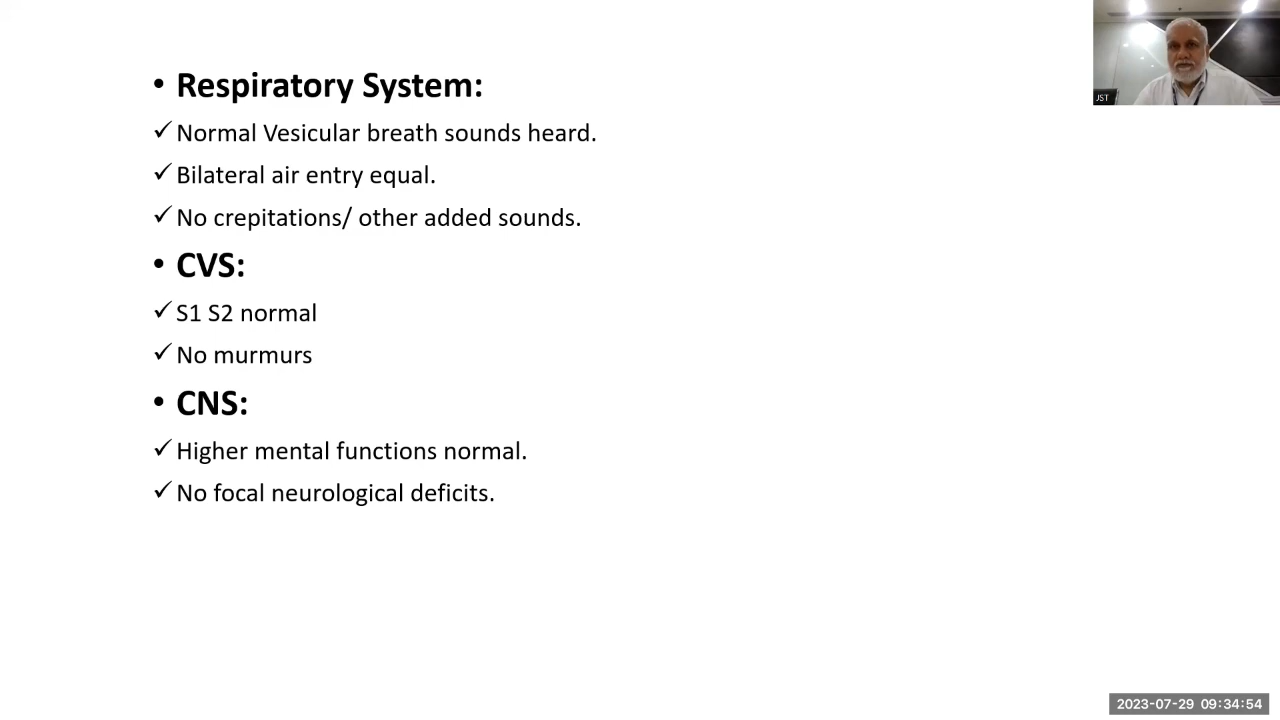 • Respiratory System:
✓ Normal Vesicular breath sounds heard.
✓ Bilateral air entry equal.
✓ No crepitations/ other added sounds.
• CVS:
✓ S1 S2 normal
✓ No murmurs
• CNS:
✓ Higher mental functions normal.
✓ No focal neurological deficits.
JST
2023-07-29 09:34:54